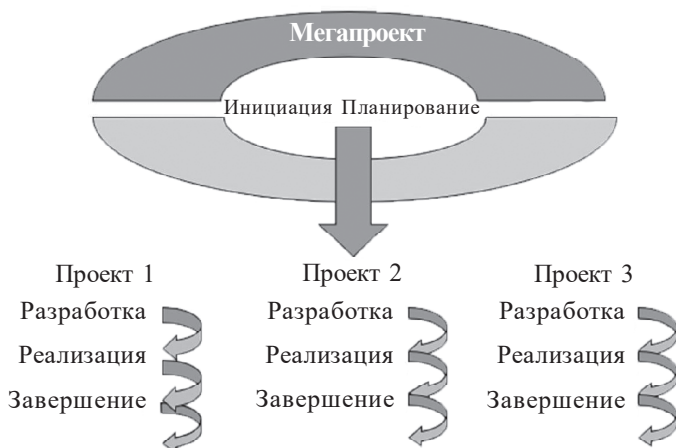 Мегапроект
Инициация Планирование
Проект 1
Разработка
Реализация
Завершение
Проект 2
Разработка
Реализация
Завершение
Проект 3
Разработка
Реализация
Завершение